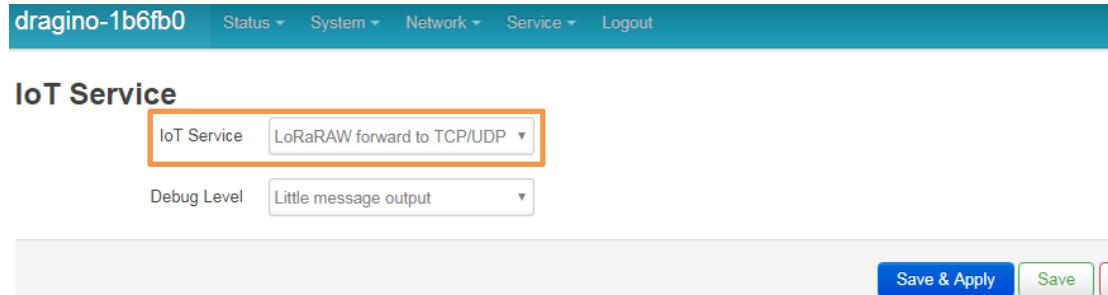 dragino-1b6fb0 Status System Network Service Logout
IoT Service
IoT Service LoRaRAW forward to TCP/UDP
Debug Level Little message output
Save & Apply Save